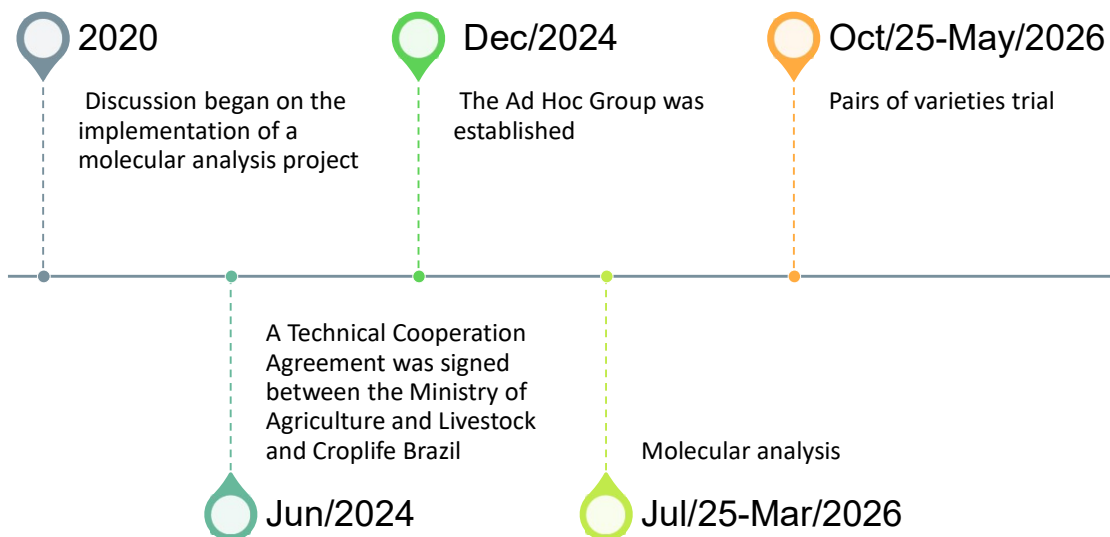 2020
Discussion began on the
implementation of a
molecular analysis project
Jun/2024
A Technical Cooperation
Agreement was signed
between the Ministry of
Agriculture and Livestock
and Croplife Brazil
Dec/2024
The Ad Hoc Group was
established
Jul/25-Mar/2026
Molecular analysis
Oct/25-May/2026
Pairs of varieties trial